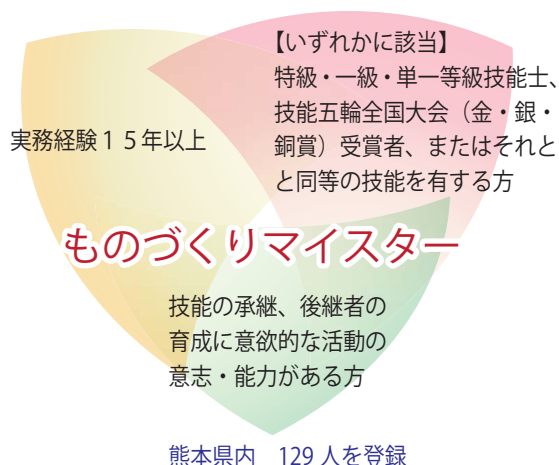 【いずれかに該当】
特級・一級・単一等級技能士、
技能五輪全国大会（金・銀・
銅賞）受賞者、またはそれと
と同等の技能を有する方
実務経験１５年以上
ものづくりマイスター
技能の承継、後継者の
育成に意欲的な活動の
意志・能力がある方
熊本県内　129 人を登録